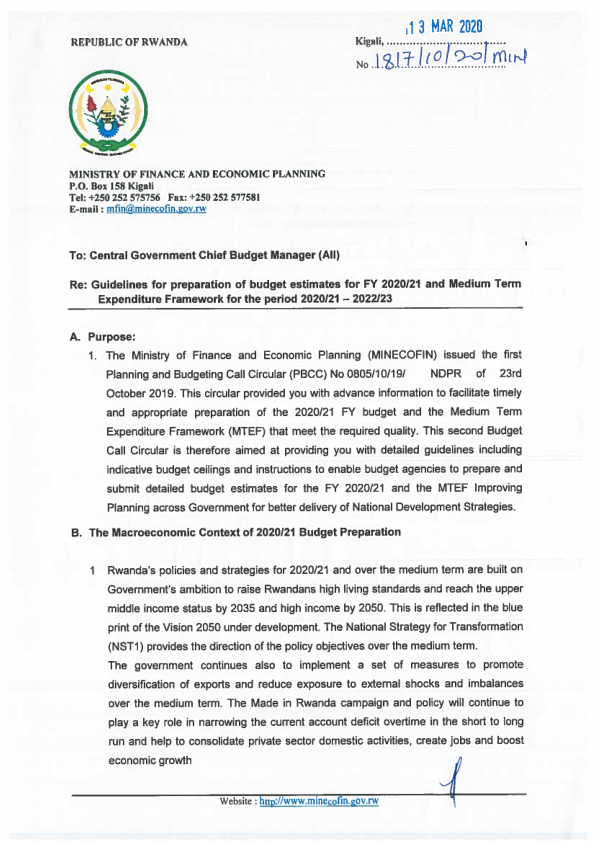 13 MAR 2020
REPUBLIC OF RWANDA
Kigali, ....................................
No .1817/10/20/min
MINISTRY OF FINANCE AND ECONOMIC PLANNING
P.O. Box 158 Kigali
Tel: +250 252 575756 Fax: +250 252 577581
E-mail : mfin@minecofin.gov.rw
To: Central Government Chief Budget Manager (All)
Re: Guidelines for preparation of budget estimates for FY 2020/21 and Medium Term
Expenditure Framework for the period 2020/21 – 2022/23
A. Purpose:
1. The Ministry of Finance and Economic Planning (MINECOFIN) issued the first
Planning and Budgeting Call Circular (PBCC) No 0805/10/19/ NDPR of 23rd
October 2019. This circular provided you with advance information to facilitate timely
and appropriate preparation of the 2020/21 FY budget and the Medium Term
Expenditure Framework (MTEF) that meet the required quality. This second Budget
Call Circular is therefore aimed at providing you with detailed guidelines including
indicative budget ceilings and instructions to enable budget agencies to prepare and
submit detailed budget estimates for the FY 2020/21 and the MTEF Improving
Planning across Government for better delivery of National Development Strategies.
B. The Macroeconomic Context of 2020/21 Budget Preparation
1 Rwanda's policies and strategies for 2020/21 and over the medium term are built on
Government's ambition to raise Rwandans high living standards and reach the upper
middle income status by 2035 and high income by 2050. This is reflected in the blue
print of the Vision 2050 under development. The National Strategy for Transformation
(NST1) provides the direction of the policy objectives over the medium term.
The government continues also to implement a set of measures to promote
diversification of exports and reduce exposure to external shocks and imbalances
over the medium term. The Made in Rwanda campaign and policy will continue to
play a key role in narrowing the current account deficit overtime in the short to long
run and help to consolidate private sector domestic activities, create jobs and boost
economic growth
Website : http://www.minecofin.gov.rw